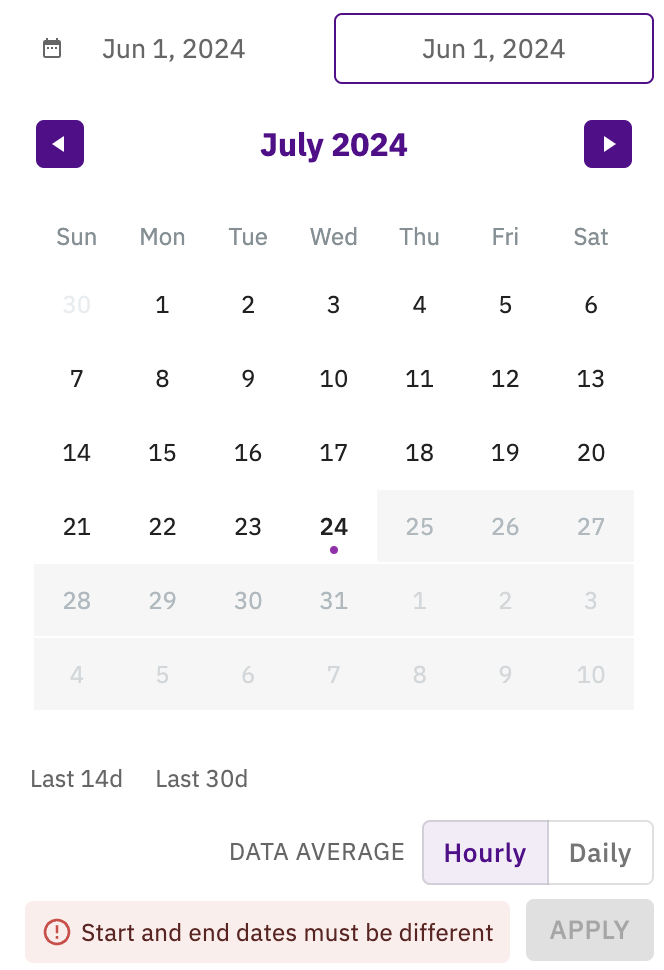 Jun 1, 2024 Jun 1, 2024
July 2024
Sun Mon Tue Wed Thu Fri Sat
30 1 2 3 4 5 6
7 8 9 10 11 12 13
14 15 16 17 18 19 20
21 22 23 24 25 26 27
28 29 30 31 1 2 3
4 5 6 7 8 9 10
Last 14d Last 30d
DATA AVERAGE Hourly Daily
Start and end dates must be different APPLY